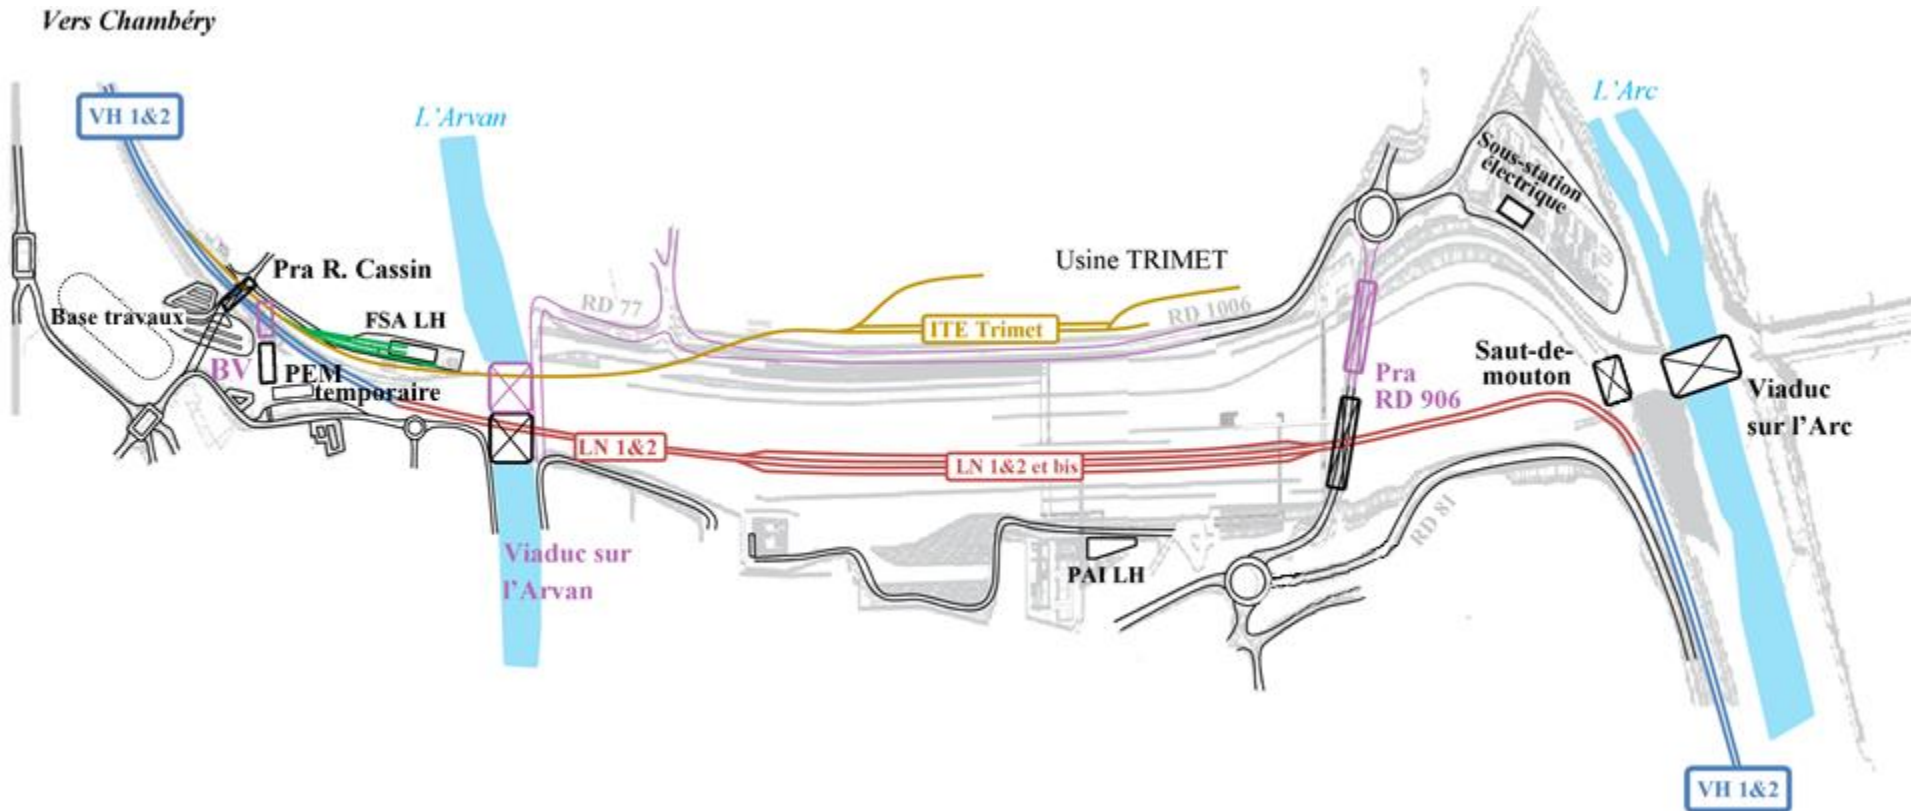 Vers Chambéry
VH 1&2
L'Arvan
L'Arc
Sous-station
électrique
Pra R. Cassin
Usine TRIMET
Base travaux
FSA LH
RD 77
RD 1006
ITE Trimet
BV
PEM
temporaire
Pra
RD 906
Saut-de-
mouton
Viaduc
sur l'Arc
LN 1&2
LN 1&2 et bis
RD 81
Viaduc sur
l'Arvan
PAI LH
VH 1&2